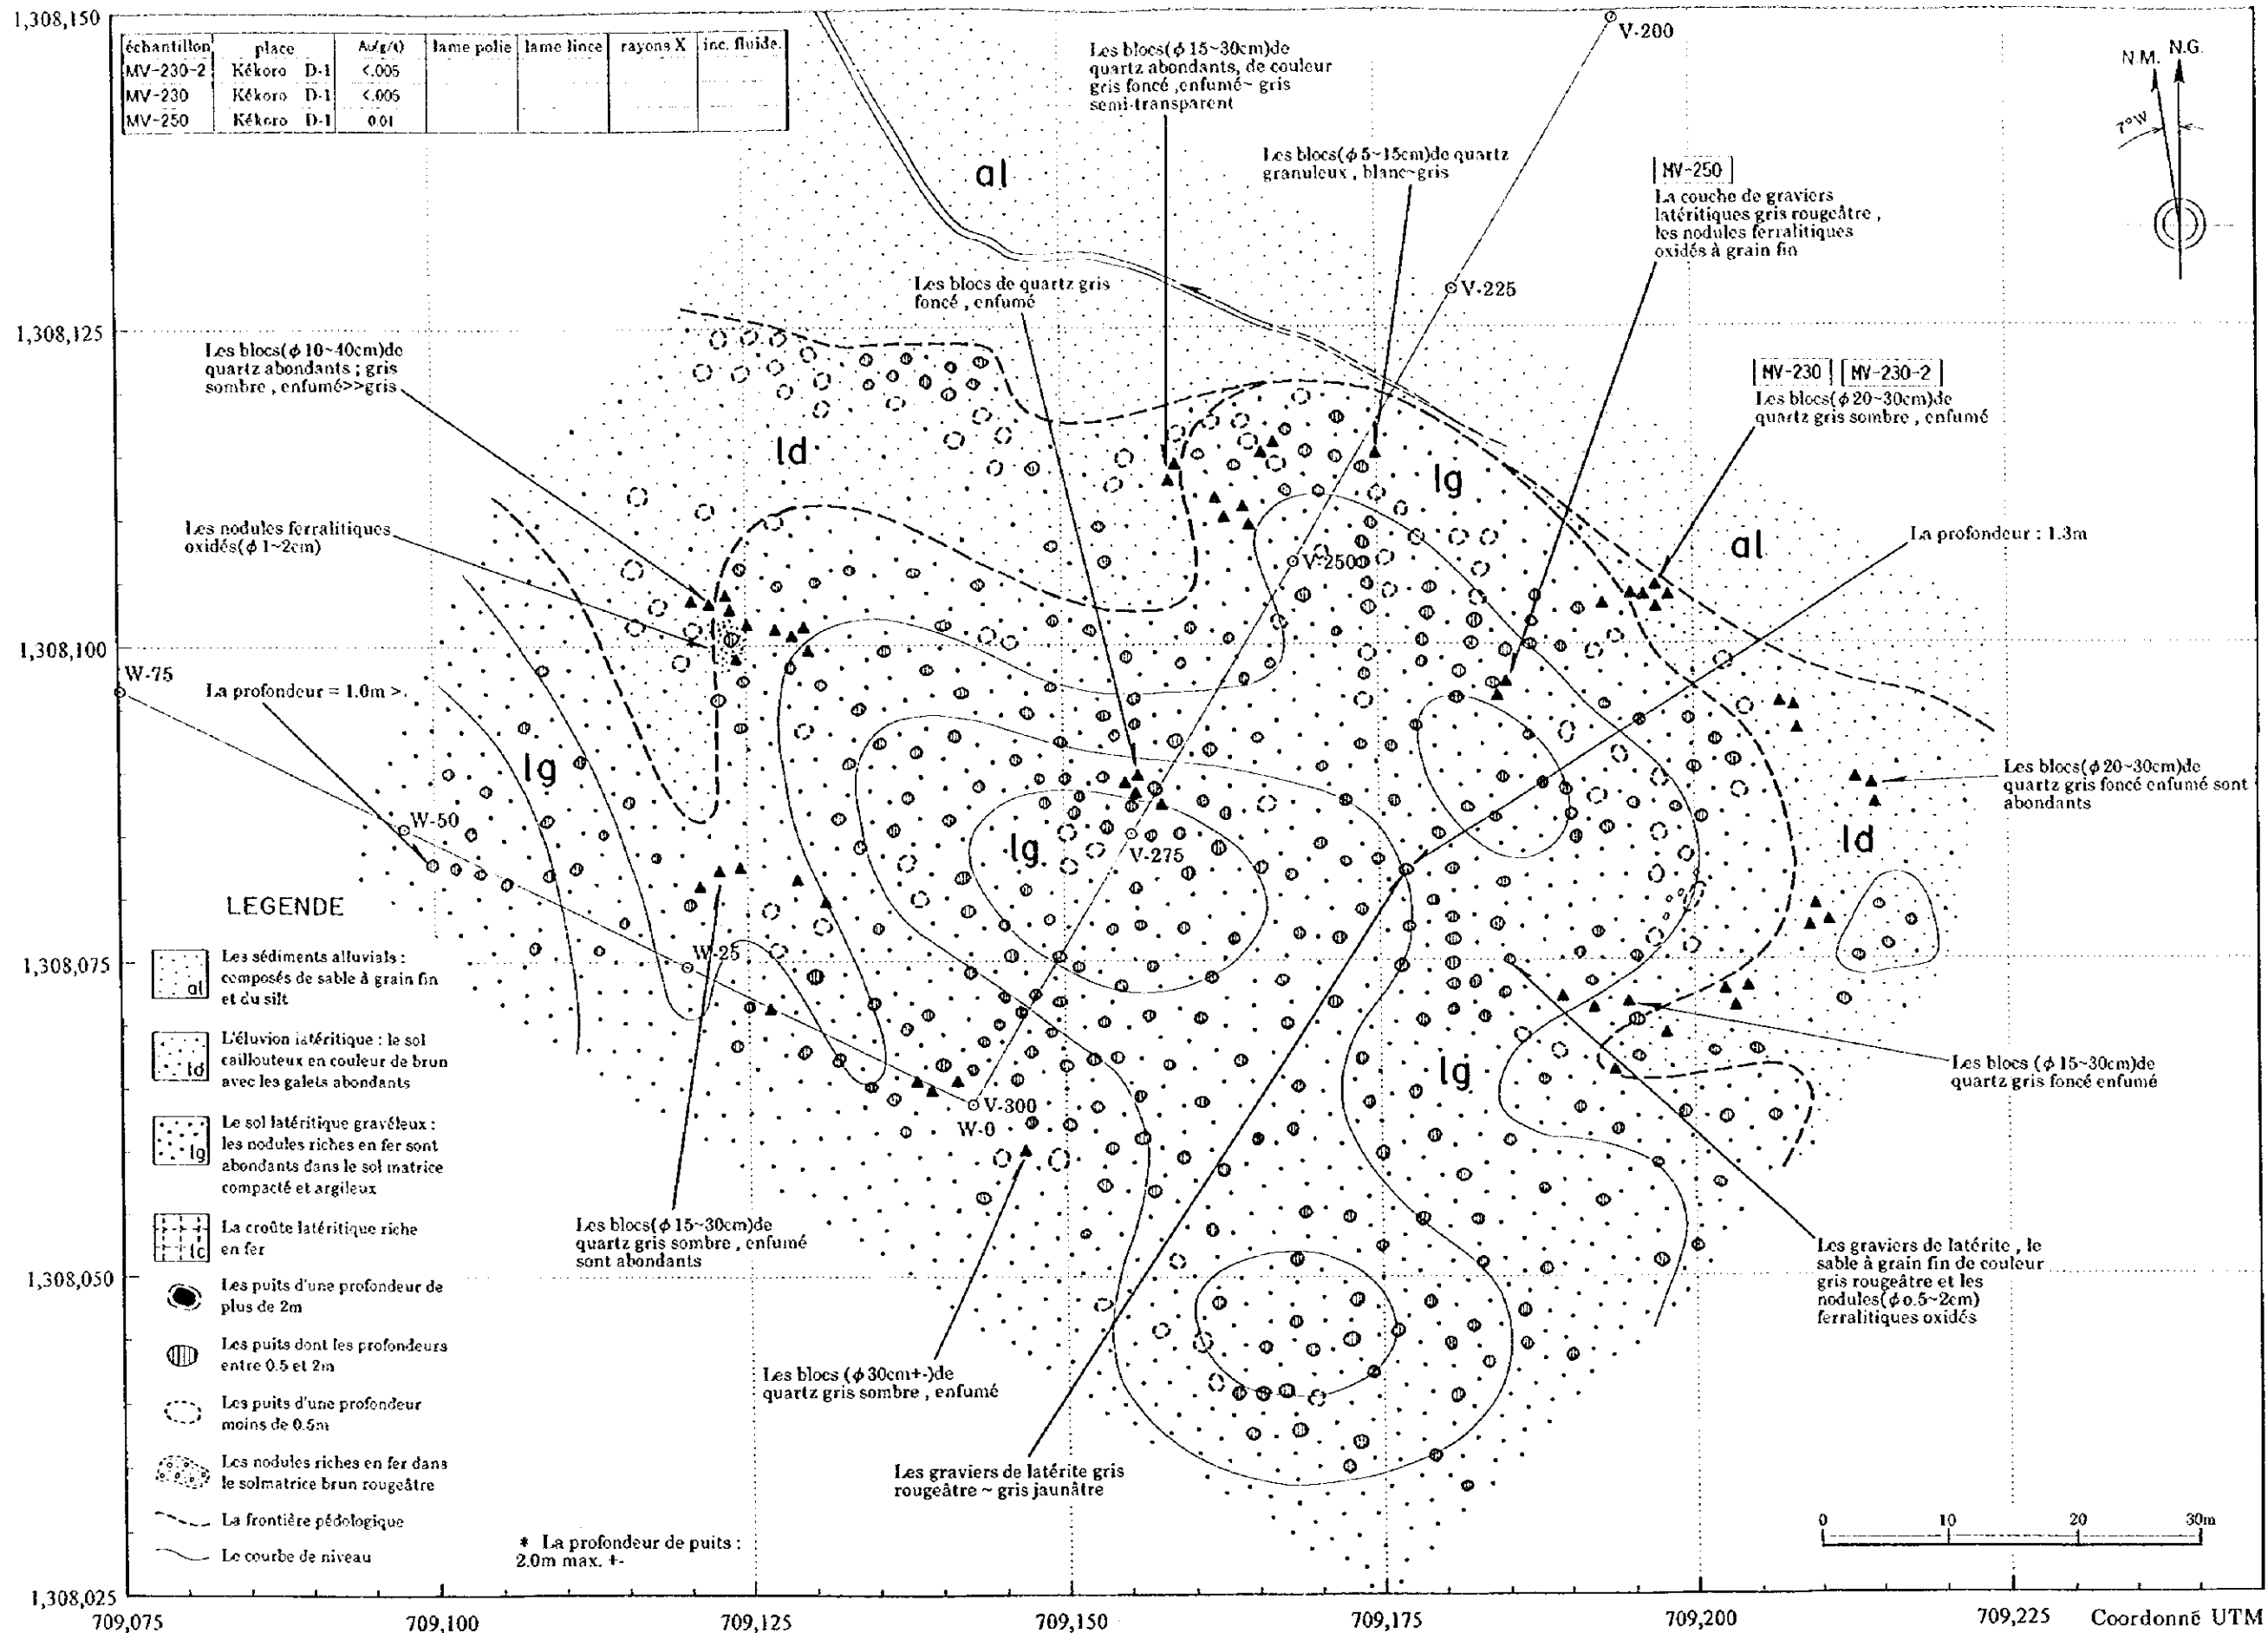 1,308,150
échantillon place Au(g/t) lame polie lame lince rayons X inc. fluide.
MV-230-2 Kékoro D-1 <.005
MV-230 Kékoro D-1 <.005
MV-250 Kékoro D-1 0.01
Les blocs(ϕ 15~30cm)de
quartz abondants, de couleur
gris foncé ,enfumé~ gris
semi-transparent
V-200
N.M. N.G.
7°W
al
Les blocs(ϕ 5~15cm)de quartz
granuleux , blanc~gris
MV-250
La couche de graviers
latéritiques gris rougeâtre ,
les nodules ferralitiques
oxidés à grain fin
Les blocs de quartz gris
foncé , enfumé
V-225
1,308,125
Les blocs(ϕ 10~40cm)de
quartz abondants ; gris
sombre , enfumé>>gris
MV-230 MV-230-2
Les blocs(ϕ20~30cm)de
quartz gris sombre , enfumé
ld
lg
Les nodules ferralitiques
oxidés(ϕ 1~2cm)
V-250
al
La profondeur : 1.3m
1,308,100
W-75
La profondeur = 1.0m >
lg
Les blocs(ϕ20~30cm)de
quartz gris foncé enfumé sont
abondants
W-50
lg
V-275
ld
LEGENDE
W-25
1,308,075
al
Les sédiments alluvials :
composés de sable à grain fin
et du silt
ld
L'éluvion latéritique : le sol
caillouteux en couleur de brun
avec les galets abondants
lg
Les blocs (ϕ15~30cm)de
quartz gris foncé enfumé
V-300
W-0
lg
Le sol latéritique gravéleux :
les nodules riches en fer sont
abondants dans le sol matrice
compacté et argileux
lc
La croûte latéritique riche
en fer
Les blocs(ϕ15~30cm)de
quartz gris sombre , enfumé
sont abondants
Les graviers de latérite , le
sable à grain fin de couleur
gris rougeâtre et les
nodules(ϕ0.5~2cm)
ferralitiques oxidés
1,308,050
Les puits d'une profondeur de
plus de 2m
Les puits dont les profondeurs
entre 0.5 et 2m
Les blocs (ϕ30cm+-)de
quartz gris sombre , enfumé
Les puits d'une profondeur
moins de 0.5m
Les nodules riches en fer dans
le solmatrice brun rougeâtre
Les graviers de latérite gris
rougeâtre ~ gris jaunâtre
La frontière pédologique
Le courbe de niveau
* La profondeur de puits :
2.0m max. +-
0 10 20 30m
1,308,025
709,075 709,100 709,125 709,150 709,175 709,200 709,225 Coordonné UTM